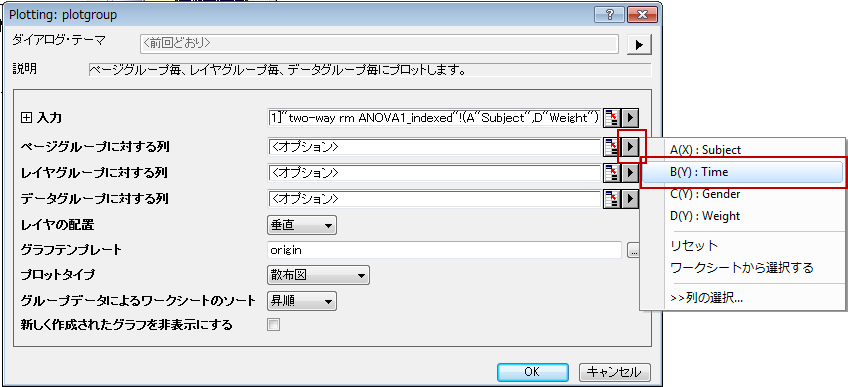 Plotting: plotgroup
ダイアログ・テーマ <前回どおり>
説明 ページグループ毎、レイヤグループ毎、データグループ毎にプロットします。
入力 1]"two-way rm ANOVA1_indexed"!(A"Subject",D"Weight")
ページグループに対する列 <オプション>
レイヤグループに対する列 <オプション>
データグループに対する列 <オプション>
レイヤの配置 垂直
グラフテンプレート origin ...
プロットタイプ 散布図
グループデータによるワークシートのソート 昇順
新しく作成されたグラフを非表示にする
OK キャンセル
A(X) : Subject
B(Y) : Time
C(Y) : Gender
D(Y) : Weight
リセット
ワークシートから選択する
>>列の選択...